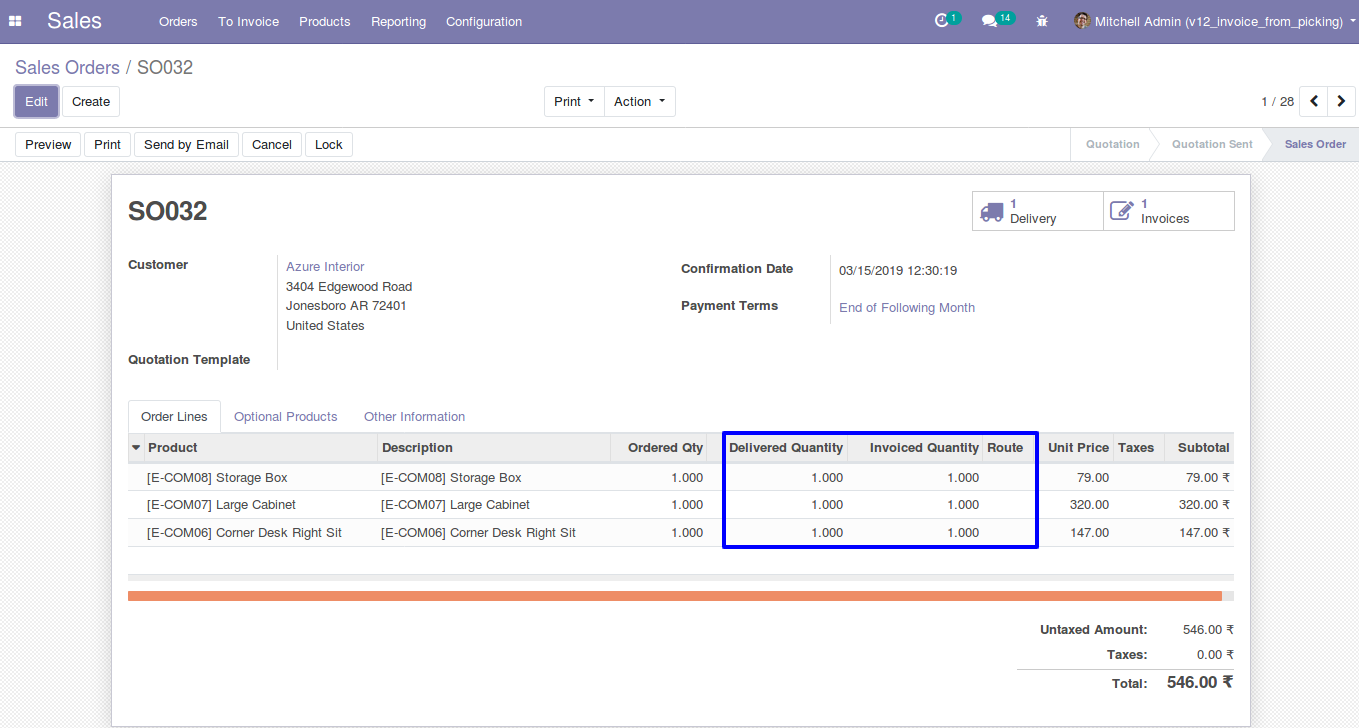 Sales Orders To Invoice Products Reporting Configuration 1 14 Mitchell Admin (v12_invoice_from_picking)
Sales Orders / SO032
Edit Create Print Action 1 / 28
Preview Print Send by Email Cancel Lock Quotation Quotation Sent Sales Order
SO032
1
Delivery
1
Invoices
Customer
Azure Interior
3404 Edgewood Road
Jonesboro AR 72401
United States
Quotation Template
Confirmation Date 03/15/2019 12:30:19
Payment Terms End of Following Month
Order Lines Optional Products Other Information
Product Description Ordered Qty Delivered Quantity Invoiced Quantity Route Unit Price Taxes Subtotal
[E-COM08] Storage Box [E-COM08] Storage Box 1.000 1.000 1.000 79.00 79.00 ₹
[E-COM07] Large Cabinet [E-COM07] Large Cabinet 1.000 1.000 1.000 320.00 320.00 ₹
[E-COM06] Corner Desk Right Sit [E-COM06] Corner Desk Right Sit 1.000 1.000 1.000 147.00 147.00 ₹
Untaxed Amount: 546.00 ₹
Taxes: 0.00 ₹
Total: 546.00 ₹